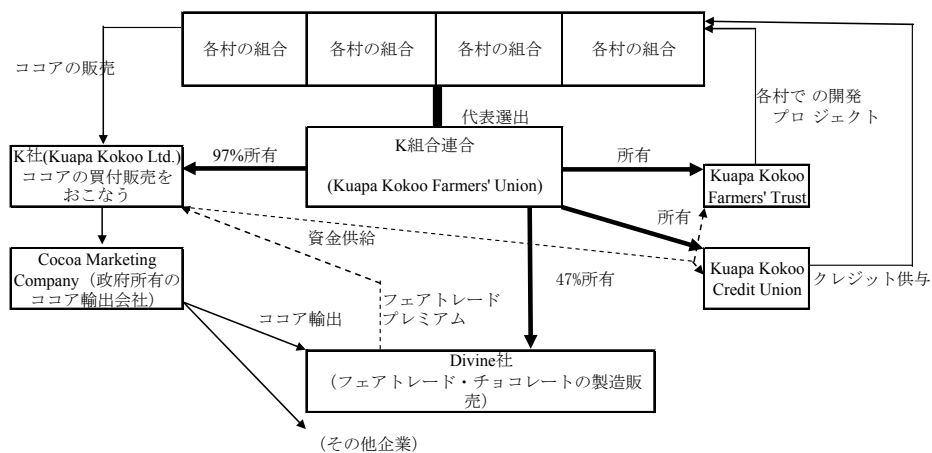 各村の組合
各村の組合
各村の組合
各村の組合
ココアの販売
代表選出
各村で の開発
プロ ジェクト
K社(Kuapa Kokoo Ltd.)
ココアの買付販売を
おこなう
97%所有
K組合連合
(Kuapa Kokoo Farmers' Union)
所有
Kuapa Kokoo
Farmers' Trust
所有
資金供給
Cocoa Marketing
Company（政府所有の
ココア輸出会社）
47%所有
Kuapa Kokoo
Credit Union
クレジット供与
フェアトレード
プレミアム
ココア輸出
Divine社
（フェアトレード・チョコレートの製造販
売）
（その他企業）